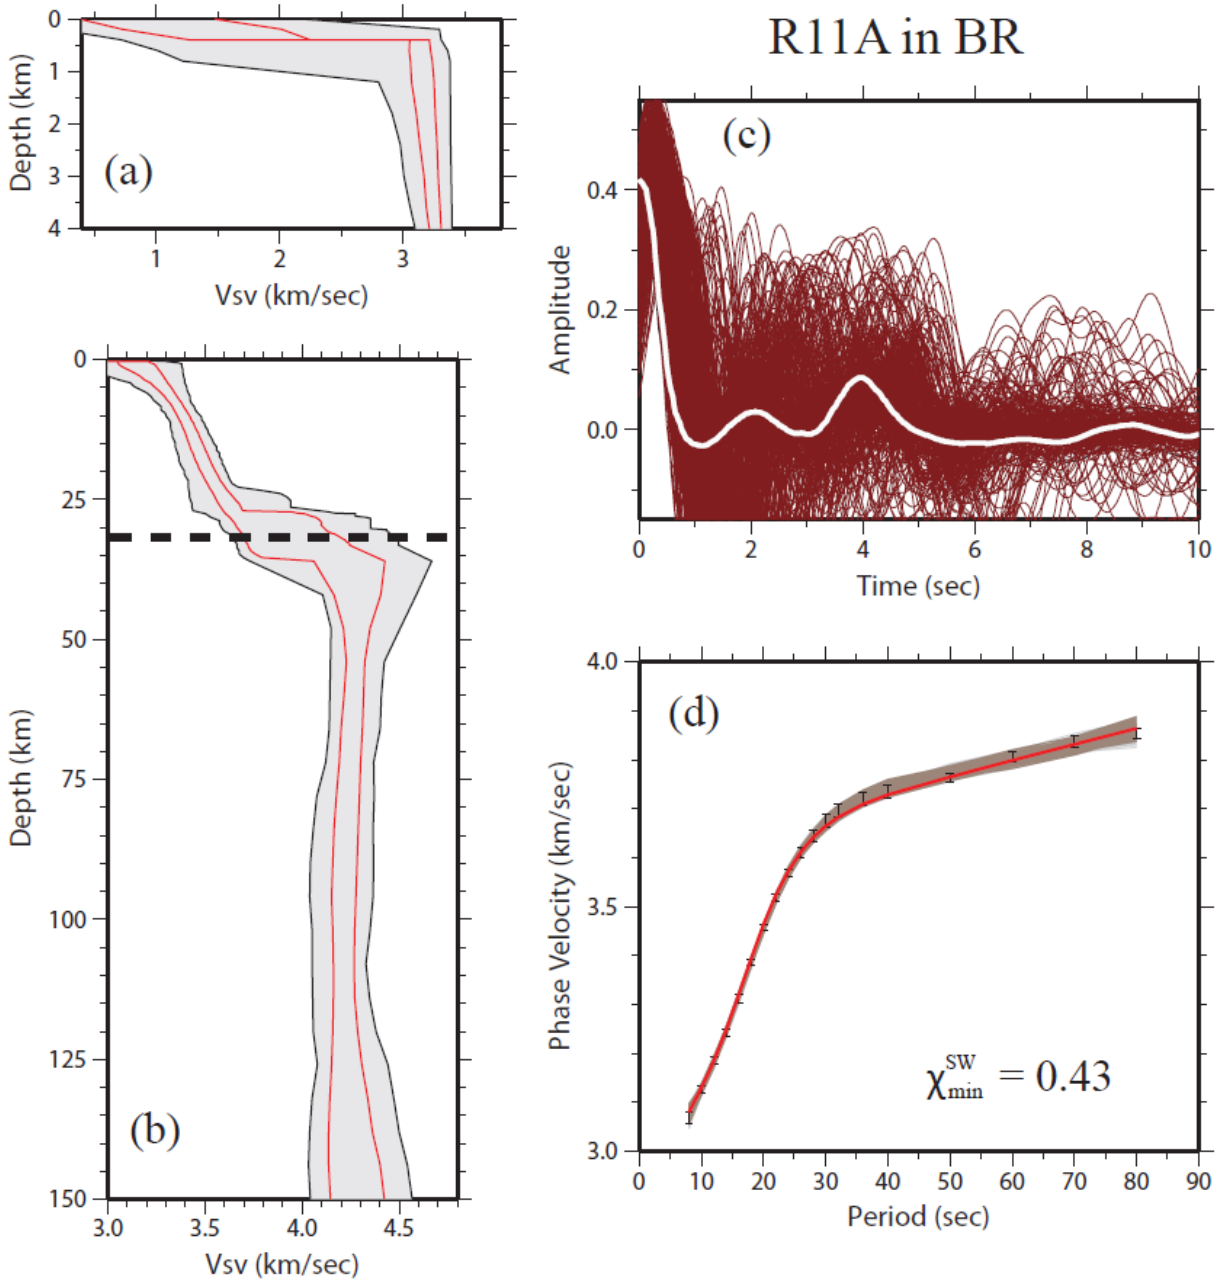 R11A in BR
0
1
2
3
4
Depth (km)
(a)
1 2 3
Vsv (km/sec)
(c)
0.4
0.2
0.0
Amplitude
0 2 4 6 8 10
Time (sec)
0
25
50
75
100
125
150
Depth (km)
(b)
3.0 3.5 4.0 4.5
Vsv (km/sec)
(d)
4.0
3.5
3.0
Phase Velocity (km/sec)
χ SW min = 0.43
0 10 20 30 40 50 60 70 80 90
Period (sec)